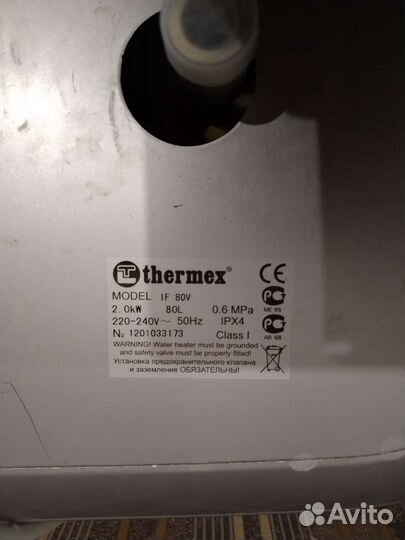 thermex®
MODEL IF 80V
2.0kW 80L 0.6 MPa
220-240V~ 50Hz IPX4
№ 1201033173 Class I
CE
ME 95
AB 68
WARNING! Water heater must be grounded
and safety valve must be properly fitted!
Установка предохранительного клапана
и заземление ОБЯЗАТЕЛЬНЫ!
Avito